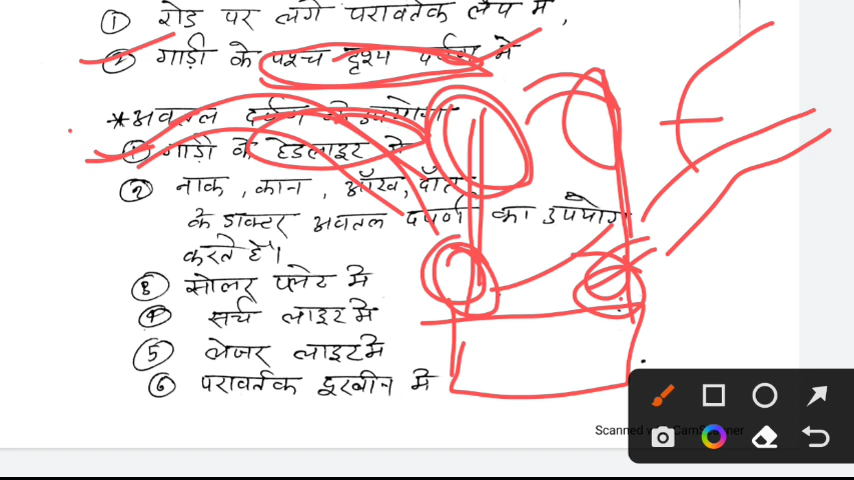 ① रोड पर लगे परावर्तक लैंप में,
② गाड़ी के पश्च दृश्य दर्पण में
*अवतल दर्पण के उपयोग
① गाड़ी के हेडलाइट में
② नाक, कान, आँख, दाँत
के डाक्टर अवतल दर्पण का उपयोग
करते हैं।
③ सोलर प्लेट में
④ सर्च लाइट में
⑤ लेजर लाइट में
⑥ परावर्तक दूरबीन में
Scanned